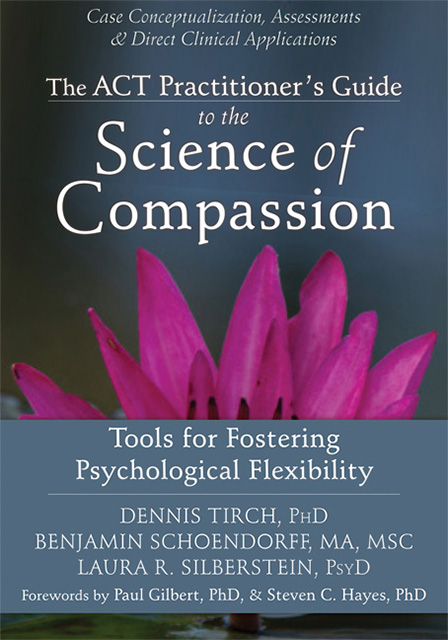 Case Conceptualization, Assessments
& Direct Clinical Applications
The ACT Practitioner's Guide
to the
Science of
Compassion
Tools for Fostering
Psychological Flexibility
DENNIS TIRCH, PHD
BENJAMIN SCHOENDORFF, MA, MSC
LAURA R. SILBERSTEIN, PSYD
Forewords by Paul Gilbert, PhD, & Steven C. Hayes, PhD